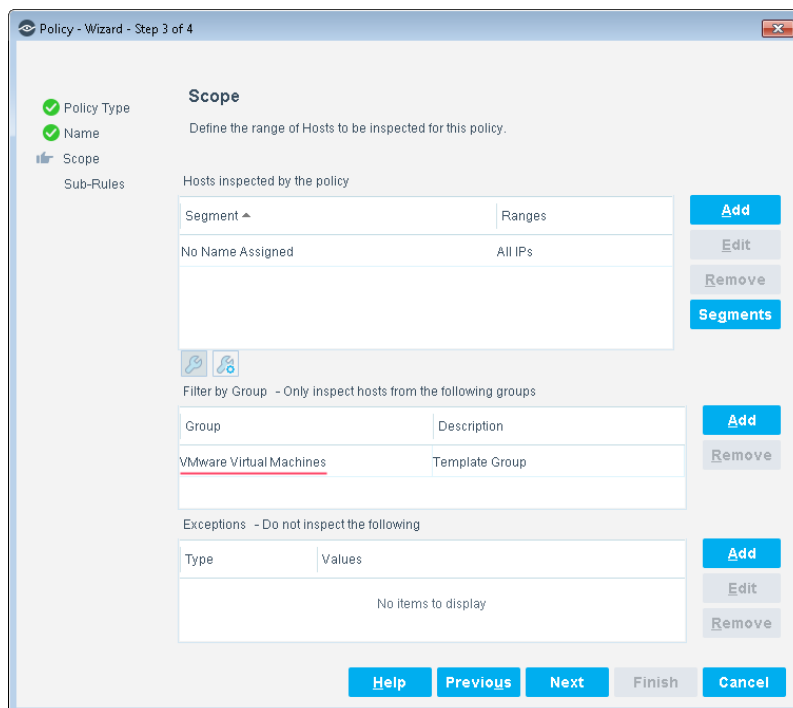 Policy - Wizard - Step 3 of 4
Policy Type
Name
Scope
Sub-Rules
Scope
Define the range of Hosts to be inspected for this policy.
Hosts inspected by the policy
Segment Ranges
No Name Assigned All IPs
Add
Edit
Remove
Segments
Filter by Group - Only inspect hosts from the following groups
Group Description
VMware Virtual Machines Template Group
Add
Remove
Exceptions - Do not inspect the following
Type Values
No items to display
Add
Edit
Remove
Help Previous Next Finish Cancel